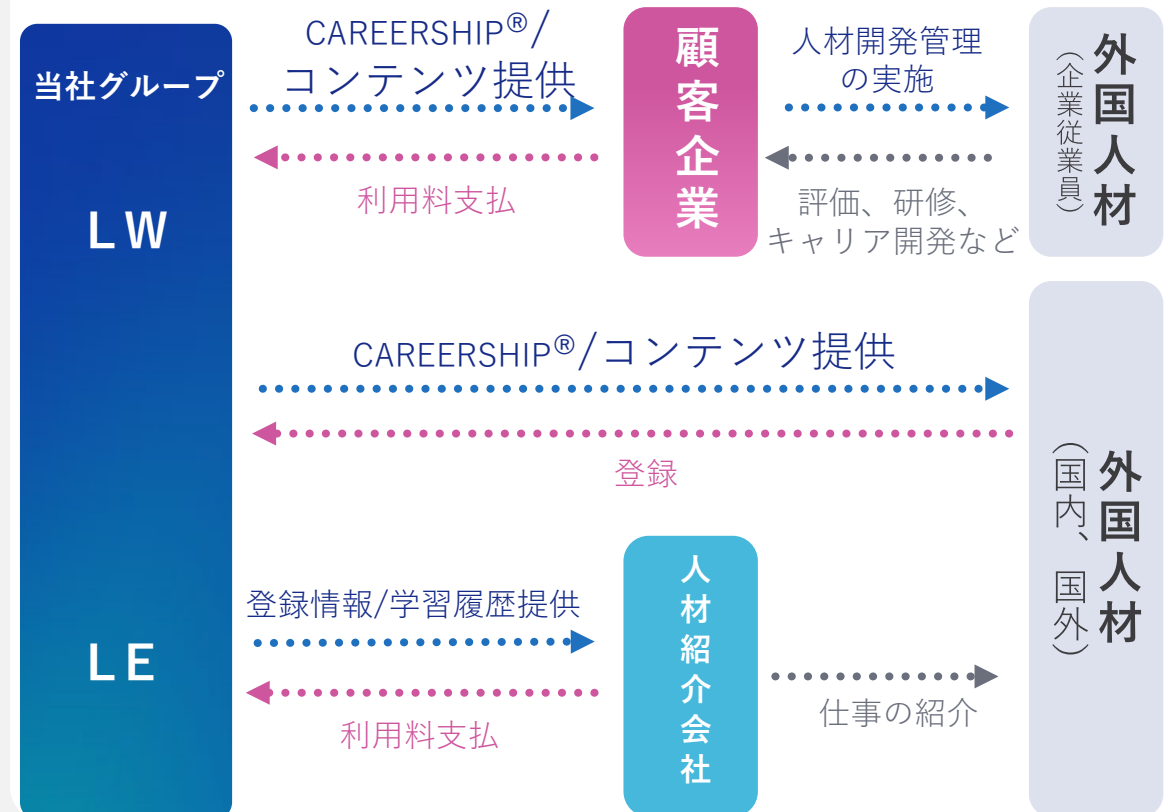 当社グループ
LW
LE
CAREERSHIP®/
コンテンツ提供
利用料支払
顧客企業
人材開発管理
の実施
評価、研修、
キャリア開発など
外国人材
（企業従業員）
CAREERSHIP®/コンテンツ提供
登録
登録情報/学習履歴提供
利用料支払
人材紹介会社
仕事の紹介
外国人材
（国内、国外）